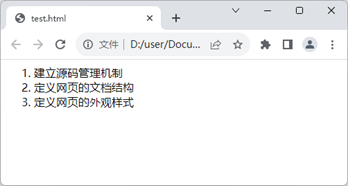 test.html
文件 D:/user/Docu...
1. 建立源码管理机制
2. 定义网页的文档结构
3. 定义网页的外观样式